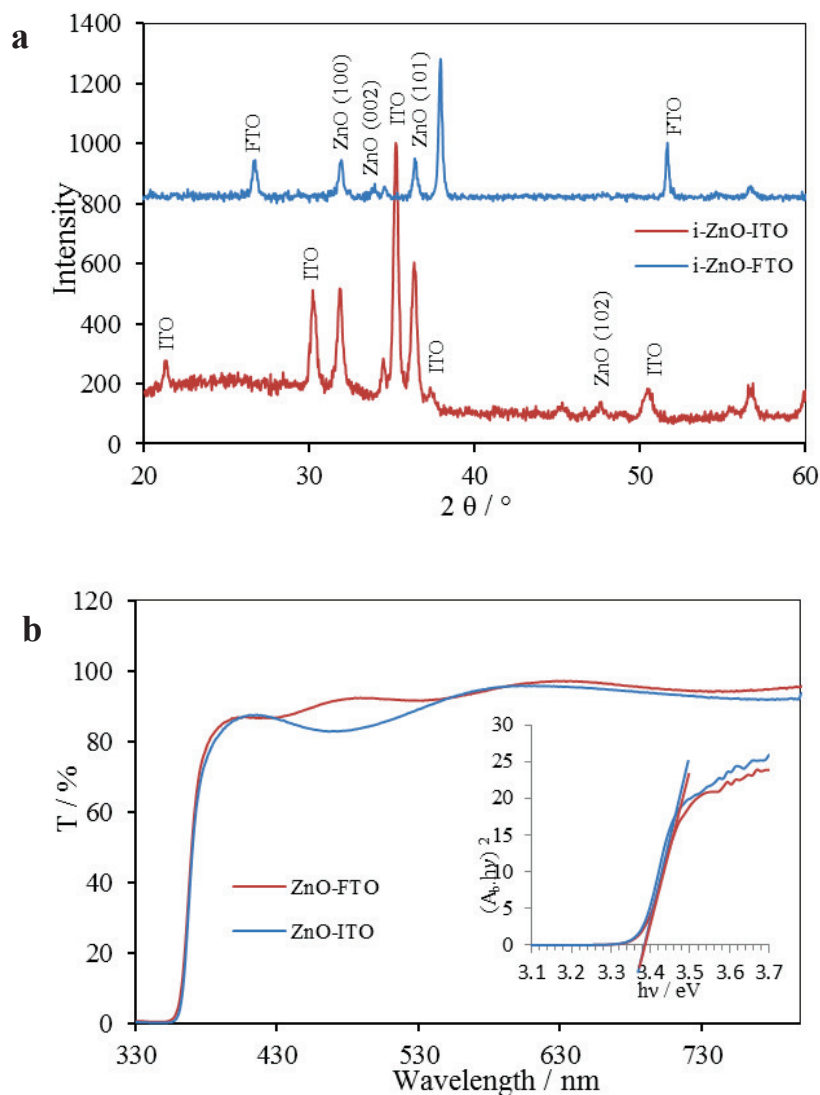 a
1400
1200
1000
800
600
400
200
0
Intensity
FTO
ZnO (100)
ZnO (002)
ITO
ZnO (101)
FTO
i-ZnO-ITO
i-ZnO-FTO
ITO
ITO
ITO
ZnO (102)
ITO
20 30 40 50 60
2 θ / °
b
120
100
80
60
40
20
0
T / %
ZnO-FTO
ZnO-ITO
30
25
20
15
10
5
0
(A_b.hν) ²
3.1 3.2 3.3 3.4 3.5 3.6 3.7
hν / eV
330 430 530 630 730
Wavelength / nm